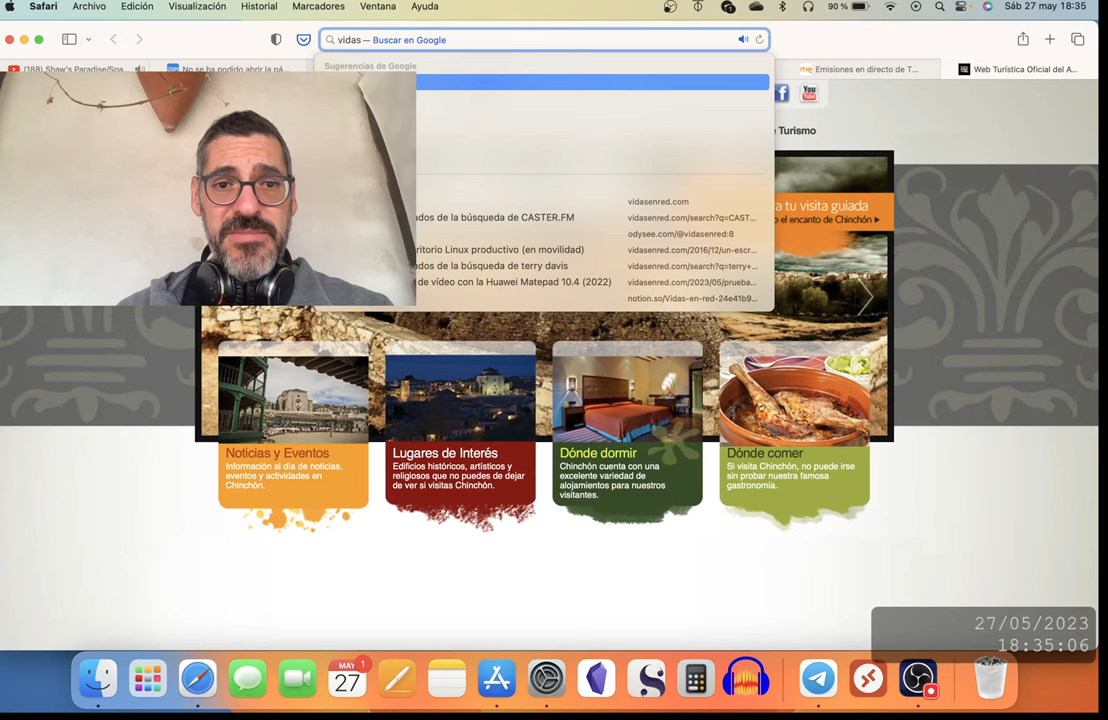 Safari Archivo Edición Visualización Historial Marcadores Ventana Ayuda
90 % Sáb 27 may 18:35
vidas — Buscar en Google
Sugerencias de Google
(188) Shaw's Paradise/Spa...
No se ha podido abrir la pá...
rtve Emisiones en directo de T...
Web Turística Oficial del A...
You
Tube
Turismo
vidasenred.com
ados de la búsqueda de CASTER.FM vidasenred.com/search?q=CAST...
odysee.com/@vidasenred:8
ritorio Linux productivo (en movilidad) vidasenred.com/2016/12/un-escr...
ados de la búsqueda de terry davis vidasenred.com/search?q=terry+...
de vídeo con la Huawei Matepad 10.4 (2022) vidasenred.com/2023/05/prueba...
notion.so/Vidas-en-red-24e41b9...
a tu visita guiada
o el encanto de Chinchón
Noticias y Eventos
Información al día de noticias,
eventos y actividades en
Chinchón.
Lugares de Interés
Edificios históricos, artísticos y
religiosos que no puedes de dejar
de ver si visitas Chinchón.
Dónde dormir
Chinchón cuenta con una
excelente variedad de
alojamientos para nuestros
visitantes.
Dónde comer
Si visita Chinchón, no puede irse
sin probar nuestra famosa
gastronomia.
27/05/2023
18:35:06
MAY 1
27